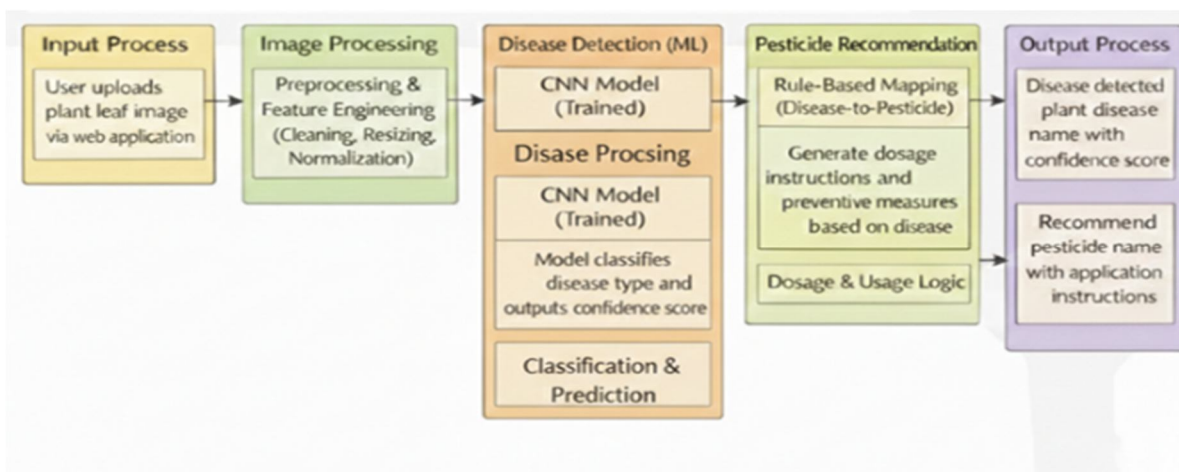 Input Process
User uploads
plant leaf image
via web application
Image Processing
Preprocessing &
Feature Engineering
(Cleaning, Resizing,
Normalization)
Disease Detection (ML)
CNN Model
(Trained)
Disase Procsing
CNN Model
(Trained)
Model classifies
disease type and
outputs confidence score
Classification &
Prediction
Pesticide Recommendation
Rule-Based Mapping
(Disease-to-Pesticide)
Generate dosage
instructions and
preventive measures
based on disease
Dosage & Usage Logic
Output Process
Disease detected
plant disease
name with
confidence score
Recommend
pesticide name
with application
instructions